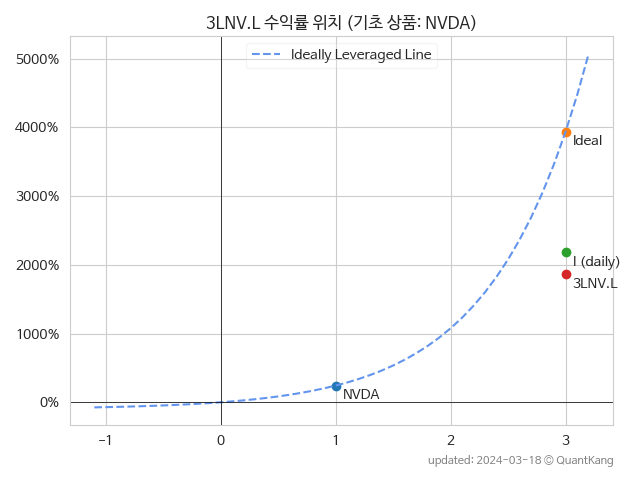 3LNV.L 수익률 위치 (기초 상품: NVDA)
Ideally Leveraged Line
5000%
4000%
Ideal
3000%
2000%
I (daily)
3LNV.L
1000%
NVDA
0%
−1 0 1 2 3
updated: 2024-03-18 © QuantKang